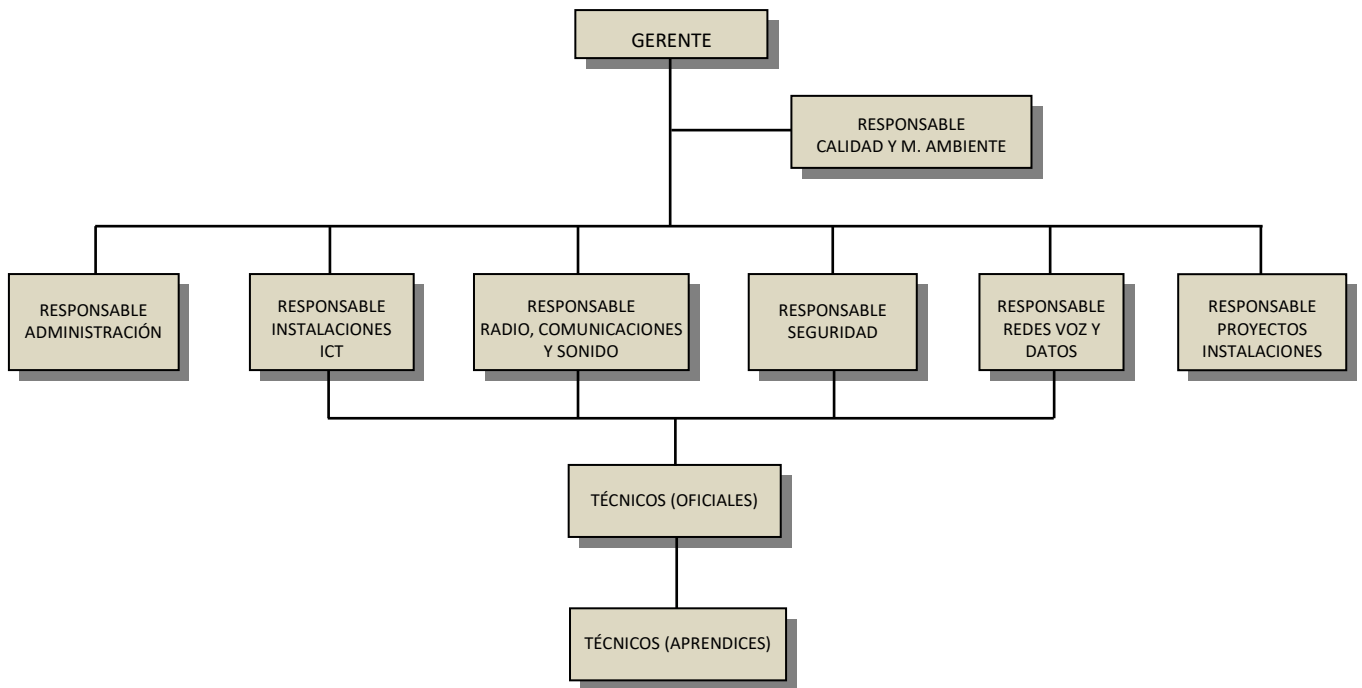 GERENTE
RESPONSABLE
CALIDAD Y M. AMBIENTE
RESPONSABLE
ADMINISTRACIÓN
RESPONSABLE
INSTALACIONES
ICT
RESPONSABLE
RADIO, COMUNICACIONES
Y SONIDO
RESPONSABLE
SEGURIDAD
RESPONSABLE
REDES VOZ Y
DATOS
RESPONSABLE
PROYECTOS
INSTALACIONES
TÉCNICOS (OFICIALES)
TÉCNICOS (APRENDICES)